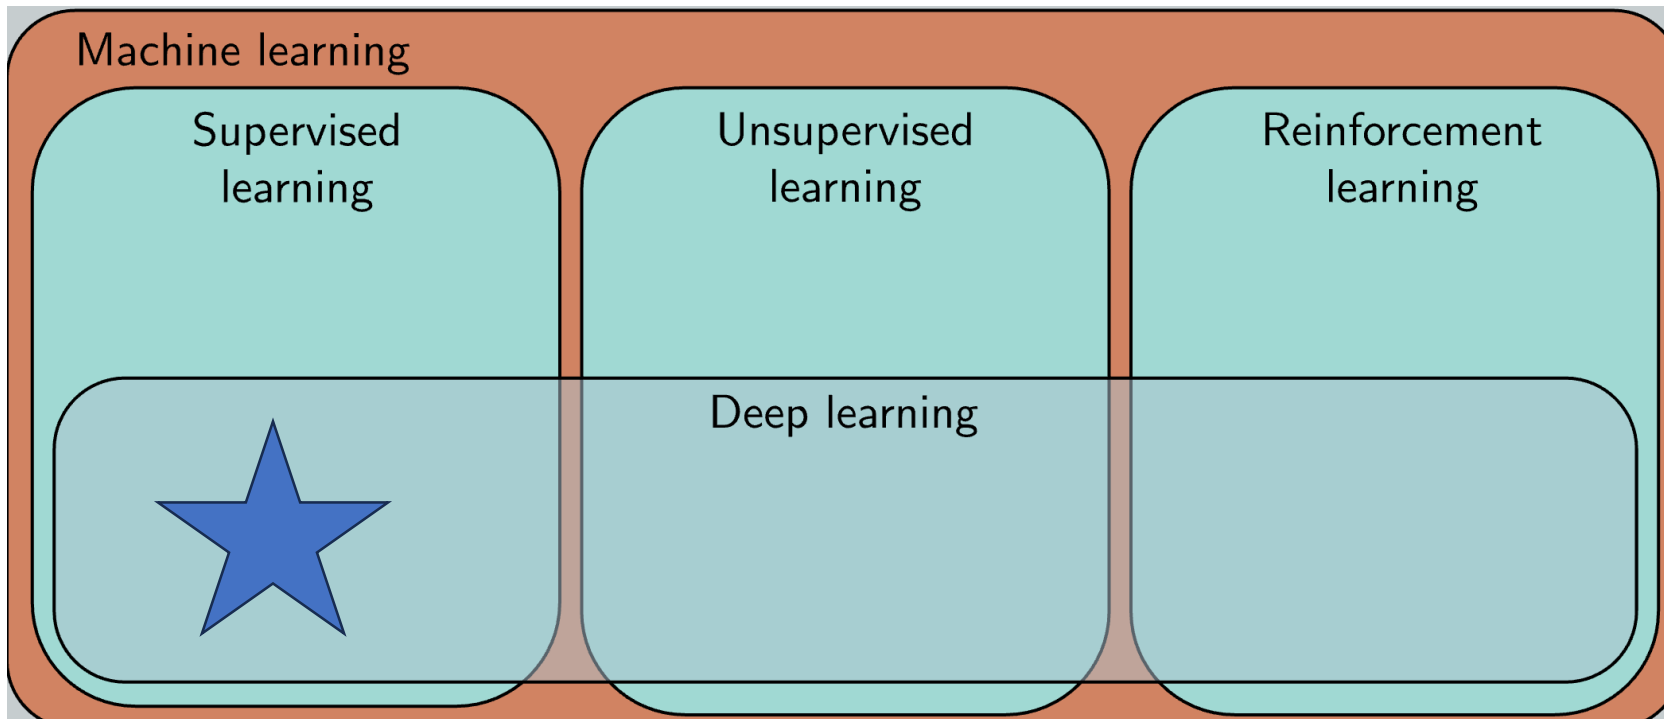 Machine learning
Supervised
learning
Unsupervised
learning
Reinforcement
learning
Deep learning